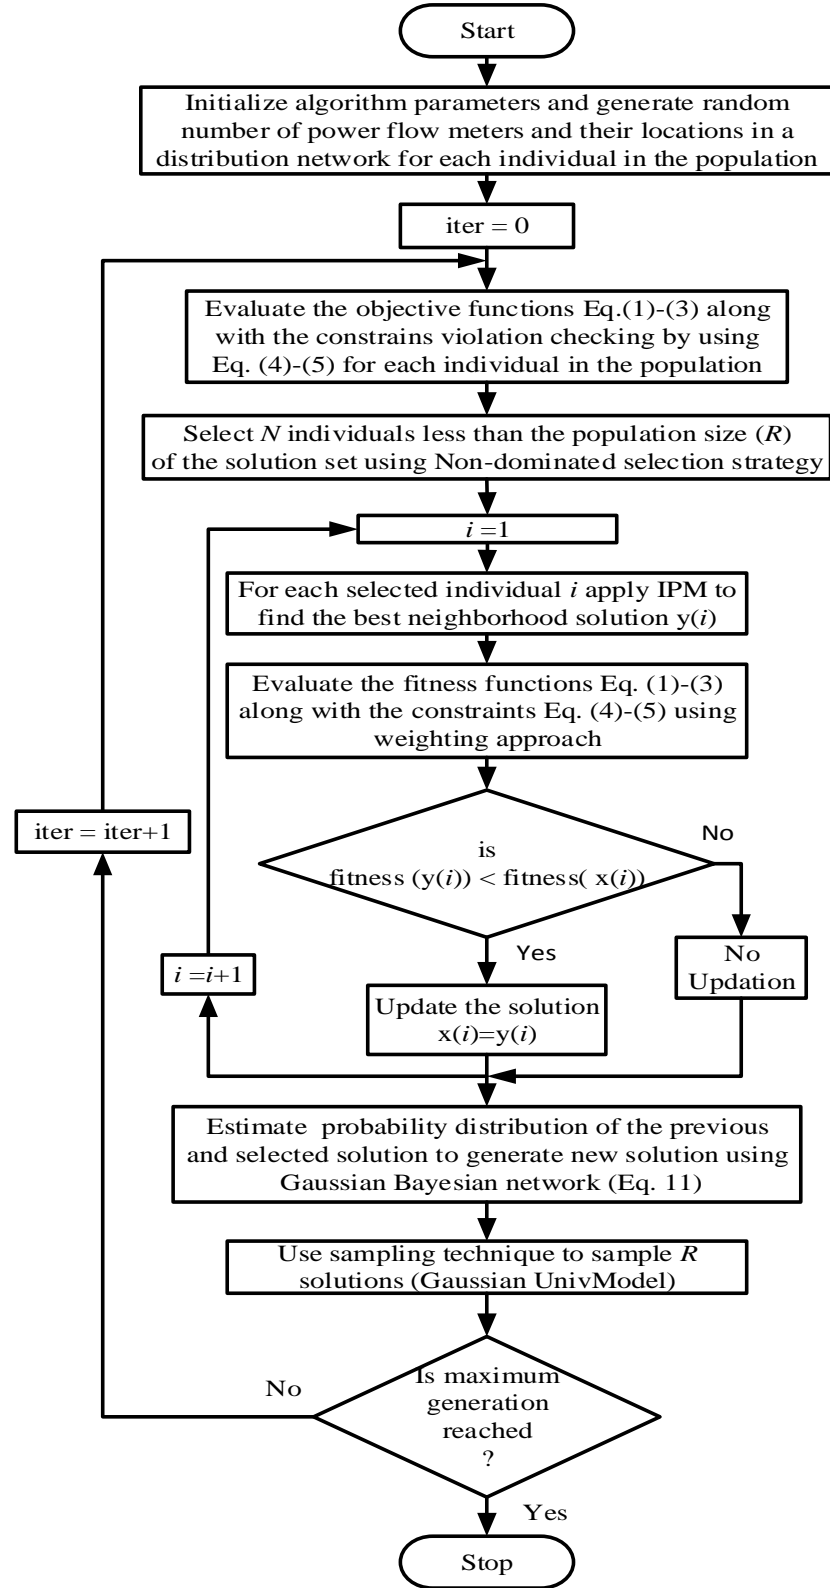 Start
Initialize algorithm parameters and generate random
number of power flow meters and their locations in a
distribution network for each individual in the population
iter = 0
Evaluate the objective functions Eq.(1)-(3) along
with the constrains violation checking by using
Eq. (4)-(5) for each individual in the population
Select N individuals less than the population size (R)
of the solution set using Non-dominated selection strategy
i =1
For each selected individual i apply IPM to
find the best neighborhood solution y(i)
Evaluate the fitness functions Eq. (1)-(3)
along with the constraints Eq. (4)-(5) using
weighting approach
iter = iter+1
is
fitness (y(i)) < fitness( x(i))
No
Yes
i =i+1
No
Updation
Update the solution
x(i)=y(i)
Estimate probability distribution of the previous
and selected solution to generate new solution using
Gaussian Bayesian network (Eq. 11)
Use sampling technique to sample R
solutions (Gaussian UnivModel)
No
Is maximum
generation
reached
?
Yes
Stop